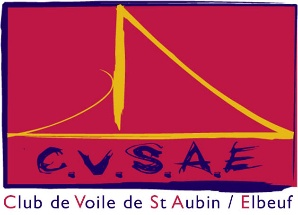 C.V.S.A.E
Club de Voile de St Aubin / Elbeuf